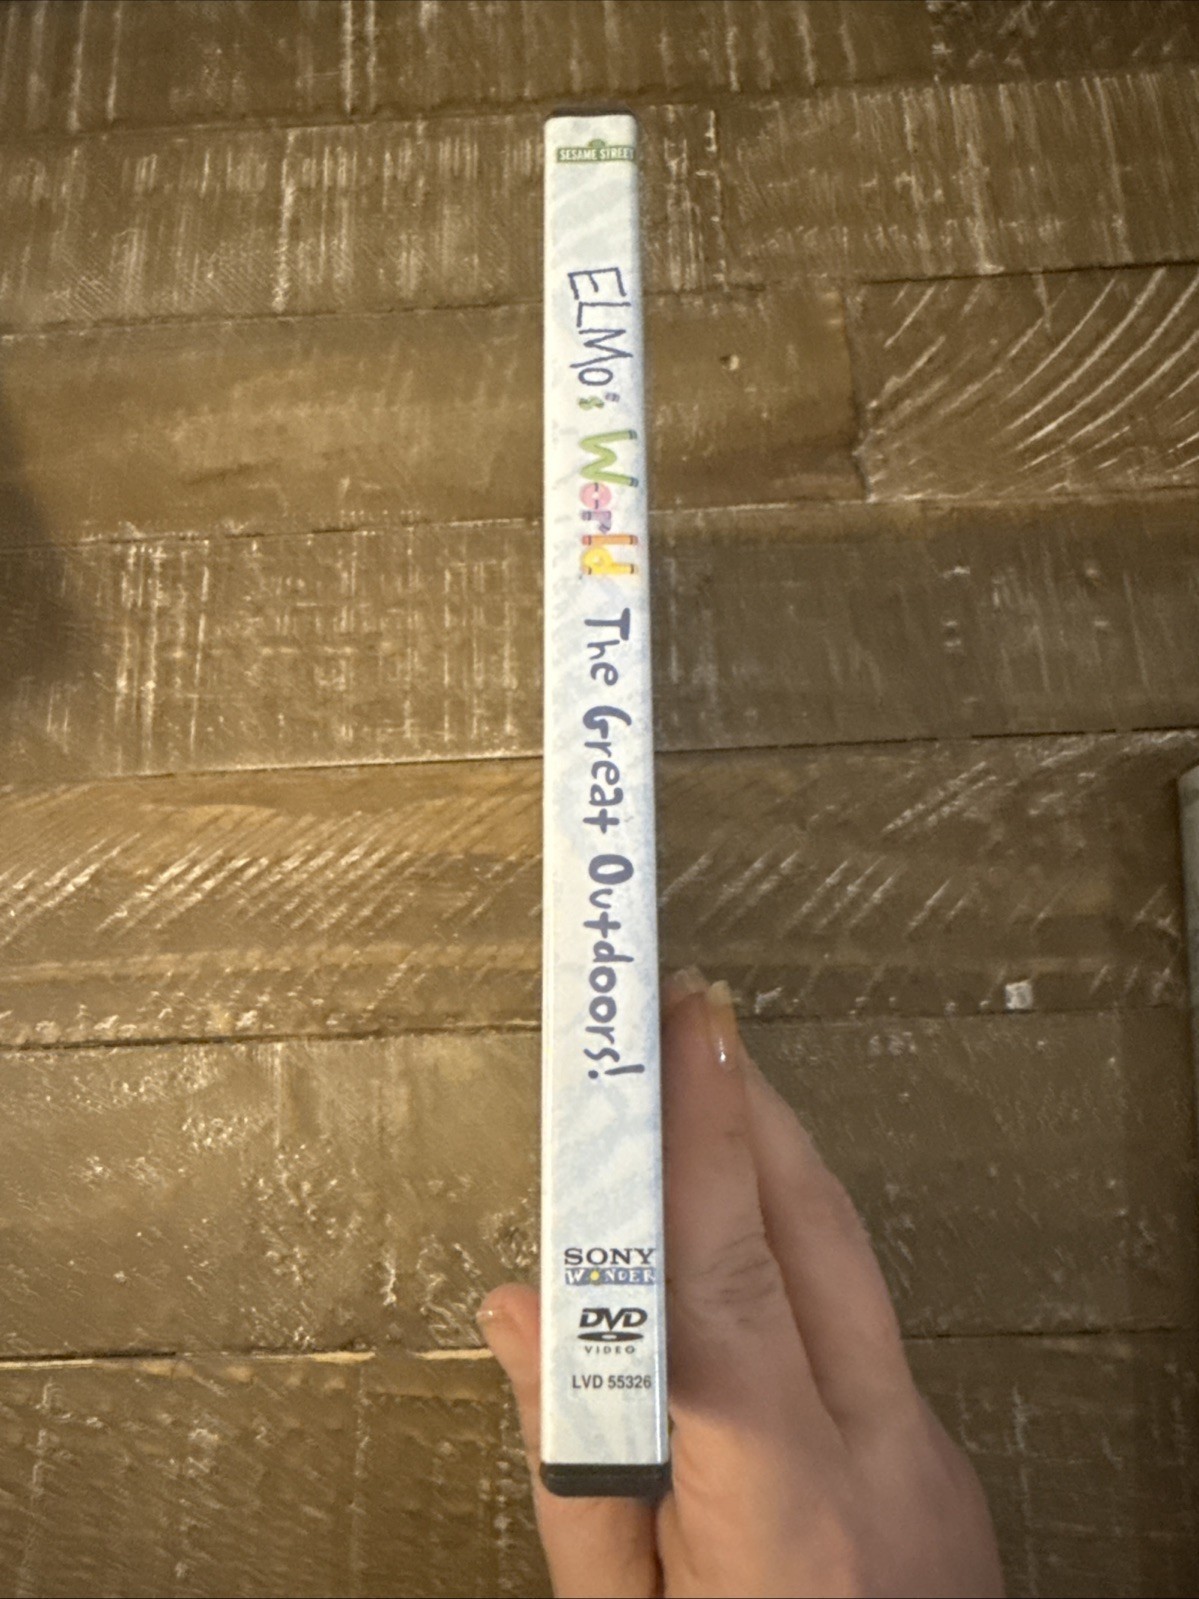 SESAME STREET
ELMO's World The Great Outdoors!
SONY
WONDER
DVD
VIDEO
LVD 55326